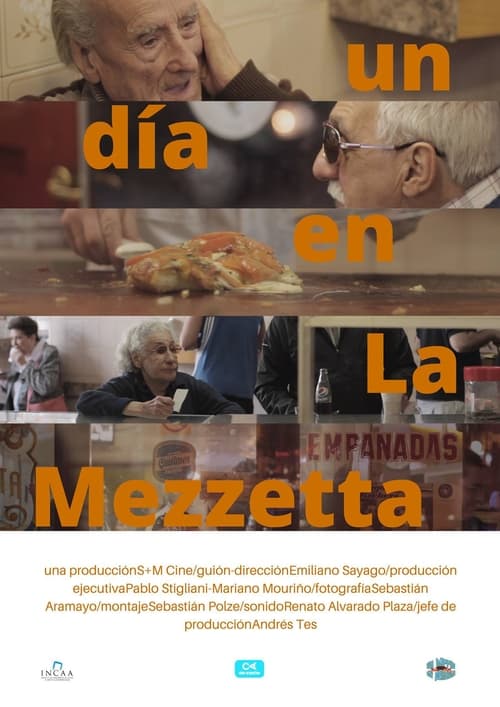 un
día
en
La
Mezzetta
EMPANADAS
una producciónS+M Cine/guión-direcciónEmiliano Sayago/producción
ejecutivaPablo Stigliani-Mariano Mouriño/fotografíaSebastián
Aramayo/montajeSebastián Polze/sonidoRenato Alvarado Plaza/jefe de
producciónAndrés Tes
INCAA